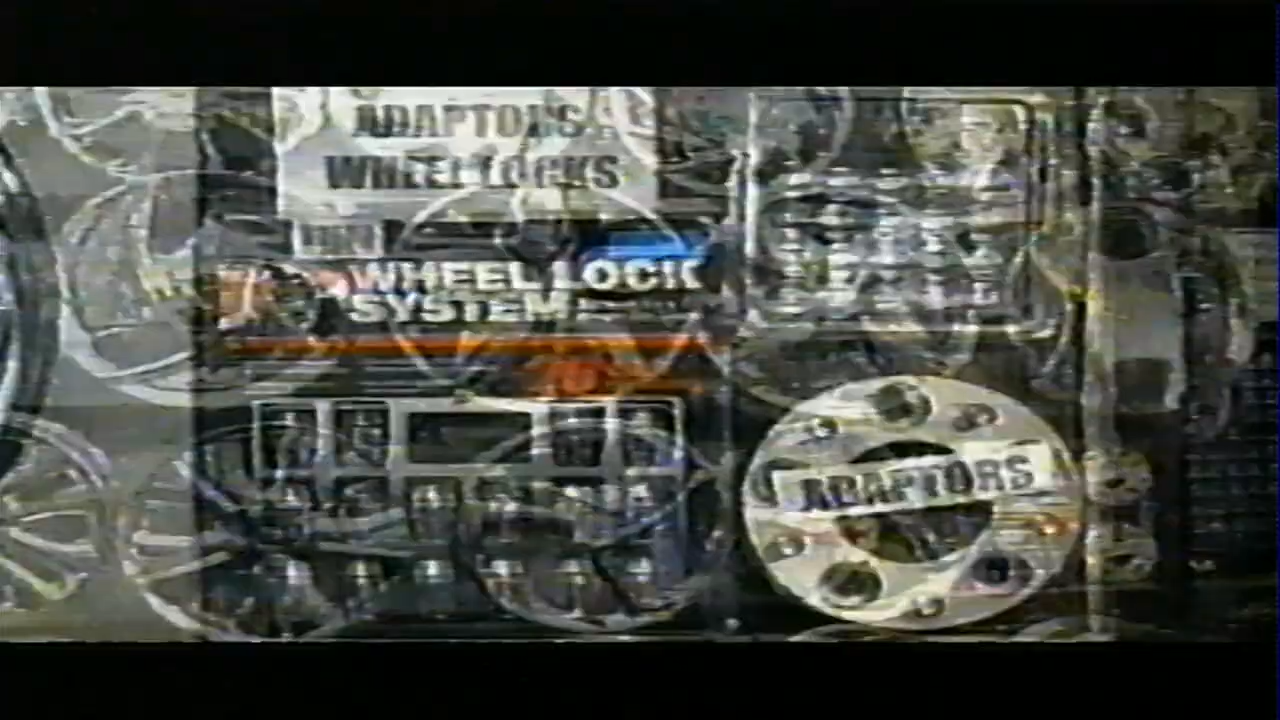 ADAPTORS
WHEEL LOCKS
WHEEL LOCK
SYSTEM
ADAPTORS